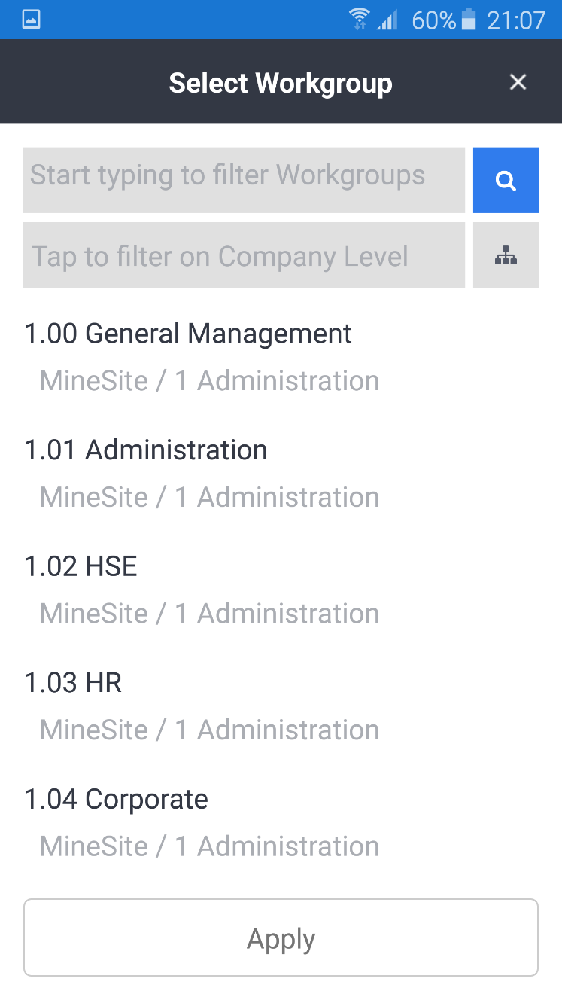 60% 21:07
Select Workgroup
Start typing to filter Workgroups
Tap to filter on Company Level
1.00 General Management
MineSite / 1 Administration
1.01 Administration
MineSite / 1 Administration
1.02 HSE
MineSite / 1 Administration
1.03 HR
MineSite / 1 Administration
1.04 Corporate
MineSite / 1 Administration
Apply